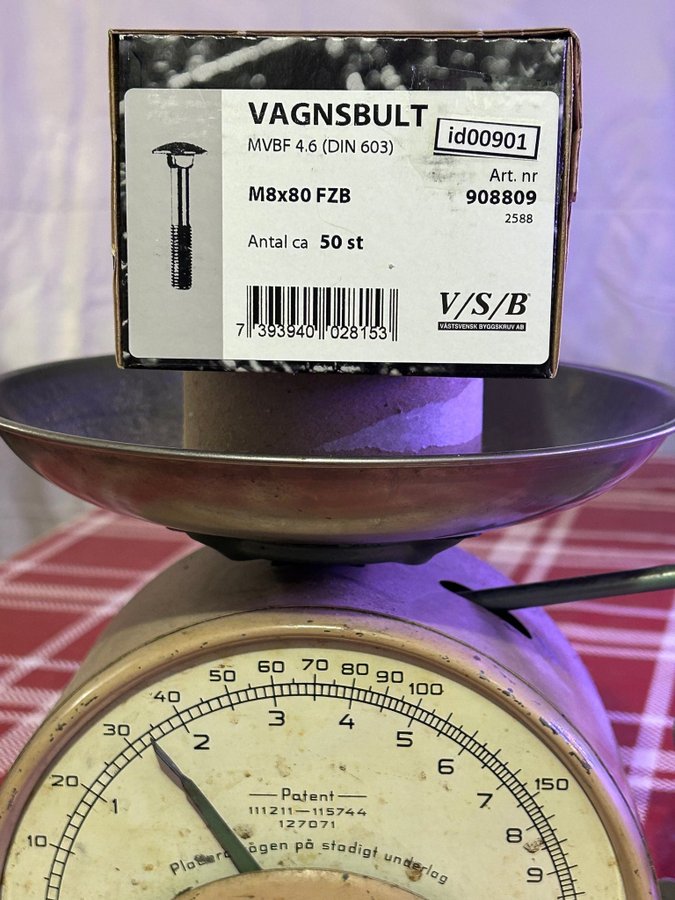 VAGNSBULT
MVBF 4.6 (DIN 603)
id00901
Art. nr
M8x80 FZB
908809
2588
Antal ca 50 st
7 393940 028153
V/S/B
VÄSTSVENSK BYGGSKRUV AB
10 20 30 40 50 60 70 80 90 100 150
1 2 3 4 5 6 7 8 9
Patent
111211—115744
127071
på stadigt underlag